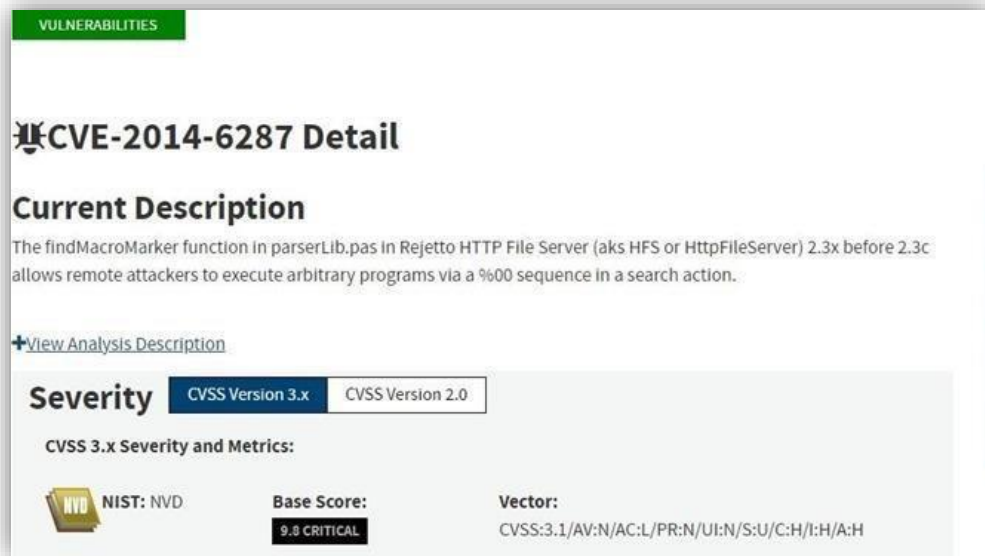 VULNERABILITIES
CVE-2014-6287 Detail
Current Description
The findMacroMarker function in parserLib.pas in Rejetto HTTP File Server (aks HFS or HttpFileServer) 2.3x before 2.3c
allows remote attackers to execute arbitrary programs via a %00 sequence in a search action.
+View Analysis Description
Severity CVSS Version 3.x CVSS Version 2.0
CVSS 3.x Severity and Metrics:
NVD NIST: NVD Base Score: Vector:
9.8 CRITICAL CVSS:3.1/AV:N/AC:L/PR:N/UI:N/S:U/C:H/I:H/A:H